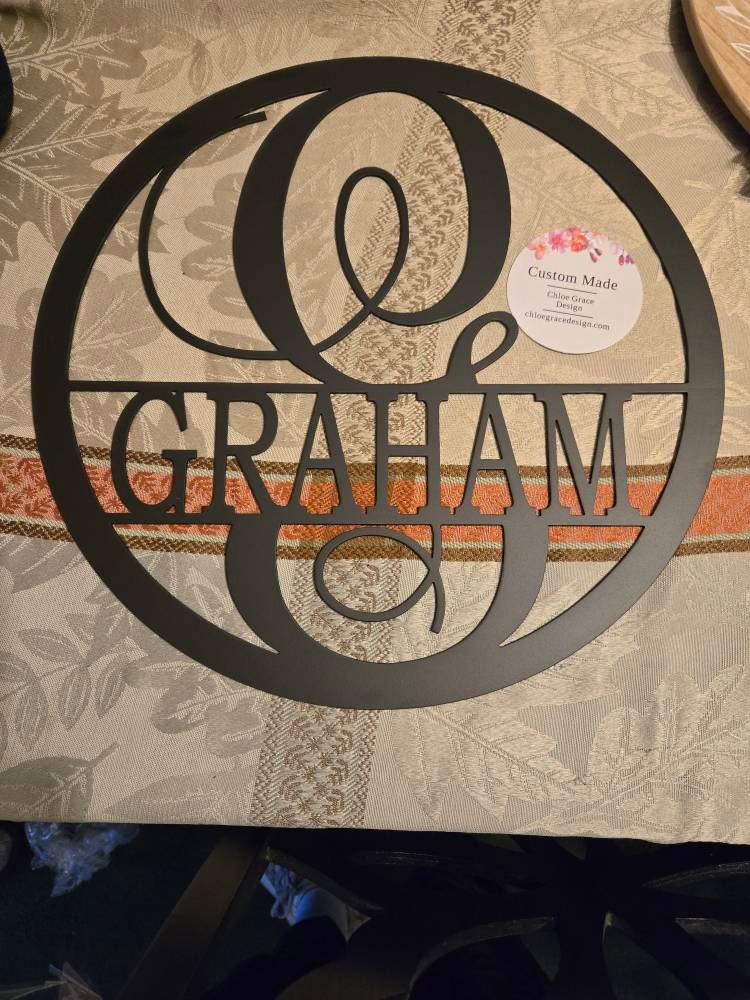 G
GRAHAM
Custom Made
Chloe Grace
Design
chloegracedesign.com